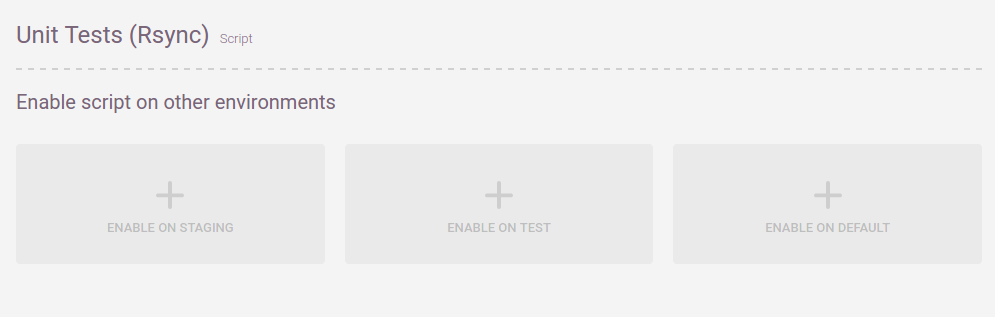 Unit Tests (Rsync) Script
Enable script on other environments
ENABLE ON STAGING
ENABLE ON TEST
ENABLE ON DEFAULT